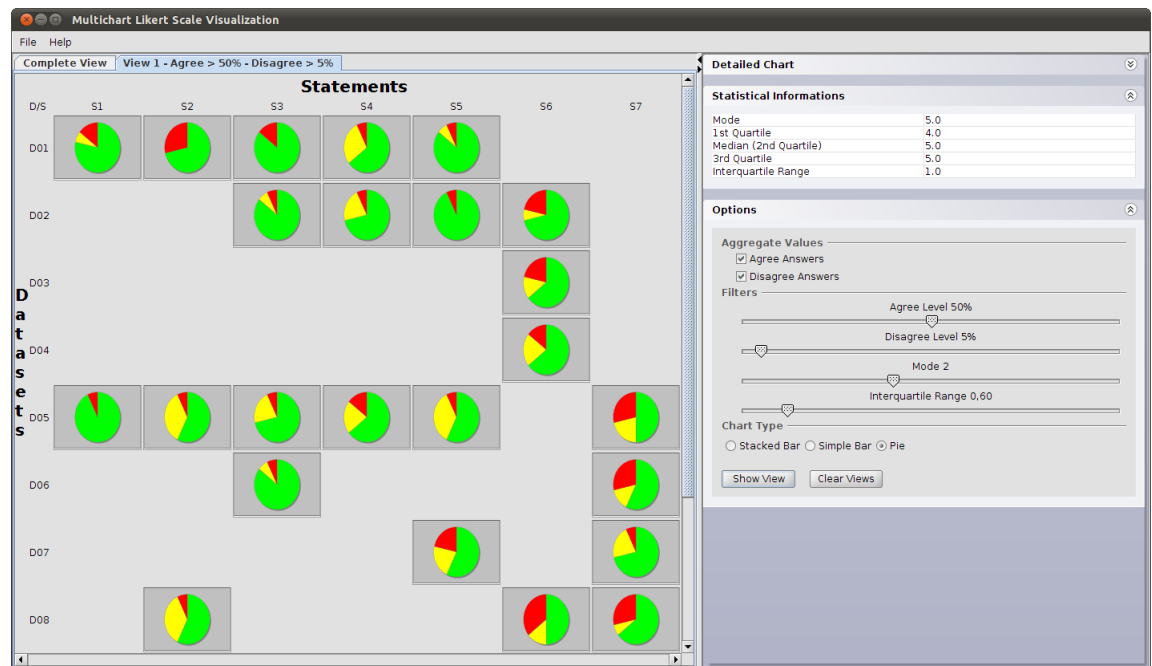 Multichart Likert Scale Visualization
File Help
Complete View View 1 - Agree > 50% - Disagree > 5%
Statements
D/S S1 S2 S3 S4 S5 S6 S7
Datasets
D01
D02
D03
D04
D05
D06
D07
D08
Detailed Chart
Statistical Informations
Mode 5.0
1st Quartile 4.0
Median (2nd Quartile) 5.0
3rd Quartile 5.0
Interquartile Range 1.0
Options
Aggregate Values
Agree Answers
Disagree Answers
Filters
Agree Level 50%
Disagree Level 5%
Mode 2
Interquartile Range 0,60
Chart Type
Stacked Bar Simple Bar Pie
Show View Clear Views